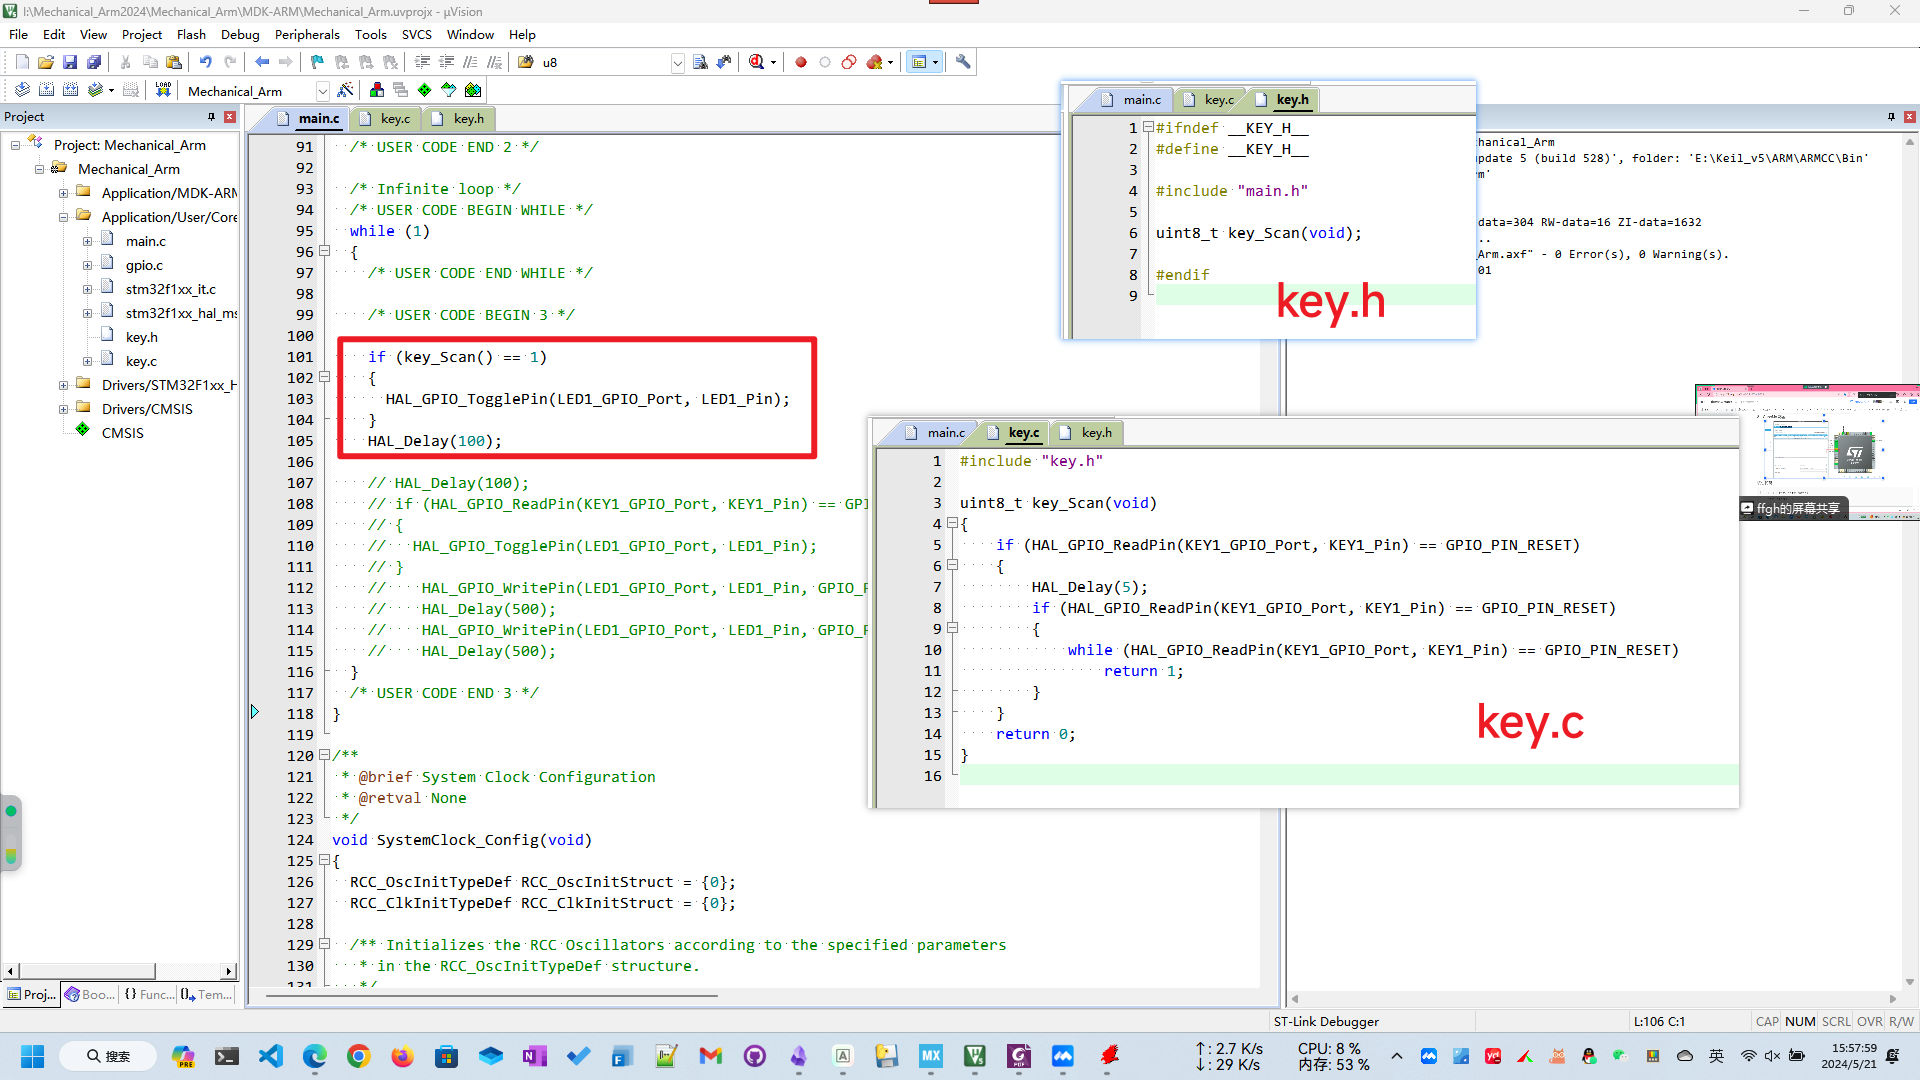 I:\Mechanical_Arm2024\Mechanical_Arm\MDK-ARM\Mechanical_Arm.uvprojx - µVision
File Edit View Project Flash Debug Peripherals Tools SVCS Window Help
u8
LOAD Mechanical_Arm
Project
Project: Mechanical_Arm
Mechanical_Arm
Application/MDK-ARM
Application/User/Core
main.c
gpio.c
stm32f1xx_it.c
stm32f1xx_hal_ms
key.h
key.c
Drivers/STM32F1xx_H
Drivers/CMSIS
CMSIS
Proj... Boo... {} Func... Tem...
main.c key.c key.h
91 /* USER CODE END 2 */
92
93 /* Infinite loop */
94 /* USER CODE BEGIN WHILE */
95 while (1)
96 {
97 /* USER CODE END WHILE */
98
99 /* USER CODE BEGIN 3 */
100
101 if (key_Scan() == 1)
102 {
103 HAL_GPIO_TogglePin(LED1_GPIO_Port, LED1_Pin);
104 }
105 HAL_Delay(100);
106
107 // HAL_Delay(100);
108 // if (HAL_GPIO_ReadPin(KEY1_GPIO_Port, KEY1_Pin) == GPI
109 // {
110 // HAL_GPIO_TogglePin(LED1_GPIO_Port, LED1_Pin);
111 // }
112 // HAL_GPIO_WritePin(LED1_GPIO_Port, LED1_Pin, GPIO_P
113 // HAL_Delay(500);
114 // HAL_GPIO_WritePin(LED1_GPIO_Port, LED1_Pin, GPIO_P
115 // HAL_Delay(500);
116 }
117 /* USER CODE END 3 */
118 }
119
120 /**
121 * @brief System Clock Configuration
122 * @retval None
123 */
124 void SystemClock_Config(void)
125 {
126 RCC_OscInitTypeDef RCC_OscInitStruct = {0};
127 RCC_ClkInitTypeDef RCC_ClkInitStruct = {0};
128
129 /** Initializes the RCC Oscillators according to the specified parameters
130 * in the RCC_OscInitTypeDef structure.
131 */
main.c key.c key.h
1 #ifndef __KEY_H__
2 #define __KEY_H__
3
4 #include "main.h"
5
6 uint8_t key_Scan(void);
7
8 #endif
9
key.h
main.c key.c key.h
1 #include "key.h"
2
3 uint8_t key_Scan(void)
4 {
5 if (HAL_GPIO_ReadPin(KEY1_GPIO_Port, KEY1_Pin) == GPIO_PIN_RESET)
6 {
7 HAL_Delay(5);
8 if (HAL_GPIO_ReadPin(KEY1_GPIO_Port, KEY1_Pin) == GPIO_PIN_RESET)
9 {
10 while (HAL_GPIO_ReadPin(KEY1_GPIO_Port, KEY1_Pin) == GPIO_PIN_RESET)
11 return 1;
12 }
13 }
14 return 0;
15 }
16
key.c
hanical_Arm
pdate 5 (build 528)', folder: 'E:\Keil_v5\ARM\ARMCC\Bin'
m'
data=304 RW-data=16 ZI-data=1632
..
_Arm.axf" - 0 Error(s), 0 Warning(s).
01
ffgh的屏幕共享
ST-Link Debugger
L:106 C:1
CAP NUM SCRL OVR R/W
搜索
↑: 2.7 K/s
↓: 29 K/s
CPU: 8 %
内存: 53 %
英
15:57:59
2024/5/21